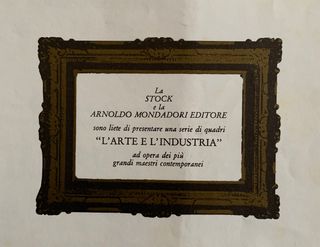 La
STOCK
e la
ARNOLDO MONDADORI EDITORE
sono liete di presentare una serie di quadri
“L'ARTE E L'INDUSTRIA”
ad opera dei più
grandi maestri contemporanei